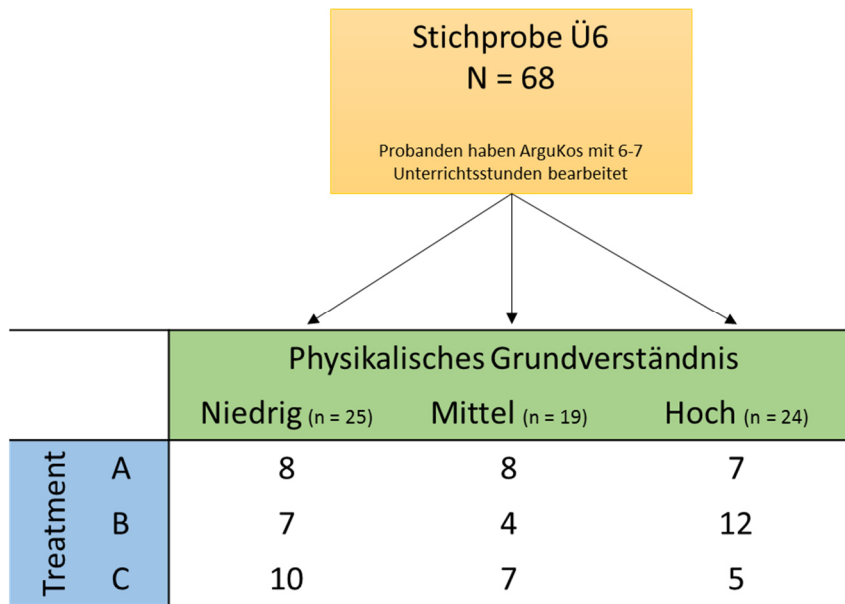 Stichprobe Ü6
N = 68
Probanden haben ArguKos mit 6-7
Unterrichtsstunden bearbeitet
Physikalisches Grundverständnis
Niedrig (n = 25) Mittel (n = 19) Hoch (n = 24)
Treatment
A 8 8 7
B 7 4 12
C 10 7 5